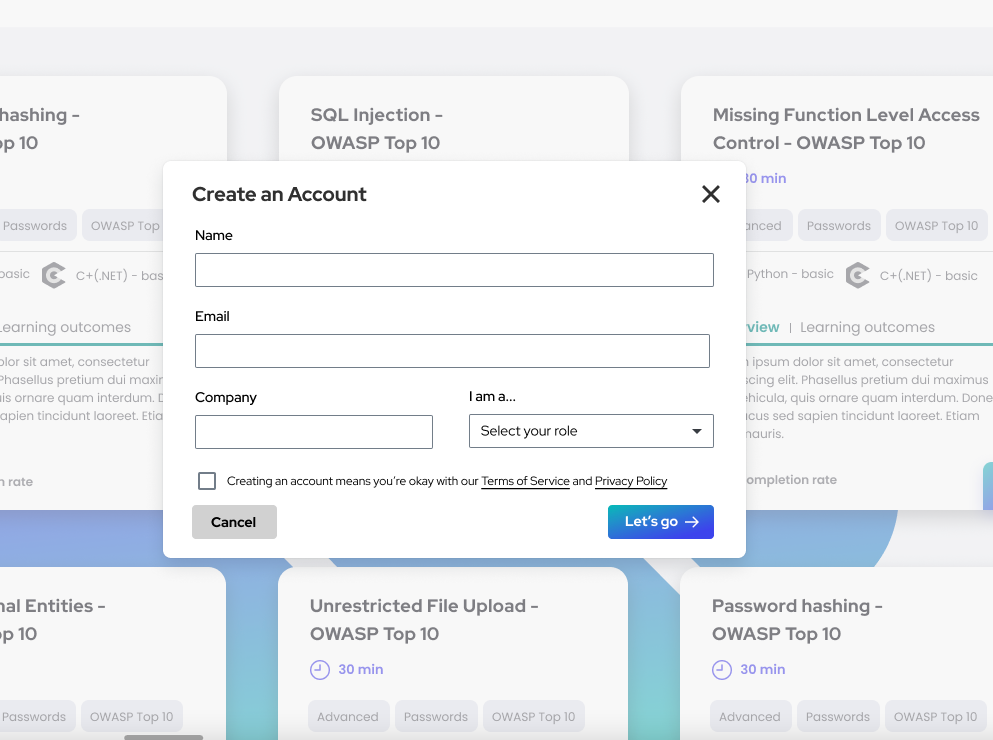 hashing -
op 10
SQL Injection -
OWASP Top 10
Missing Function Level Access
Control - OWASP Top 10
30 min
Passwords
OWASP Top
Passwords
OWASP Top 10
basic
C+(.NET) - bas
Python - basic
C+(.NET) - basic
Learning outcomes
| Learning outcomes
olor sit amet, consectetur
Phasellus pretium dui maxim
uis ornare quam interdum. D
apien tincidunt laoreet. Etia
ipsum dolor sit amet, consectetur
scing elit. Phasellus pretium dui maximus
ehicula, quis ornare quam interdum. Done
acus sed sapien tincidunt laoreet. Etiam
mauris.
n rate
ompletion rate
Create an Account
Name
Email
Company
I am a...
Select your role
Creating an account means you're okay with our Terms of Service and Privacy Policy
Cancel
Let's go →
nal Entities -
op 10
Unrestricted File Upload -
OWASP Top 10
30 min
Password hashing -
OWASP Top 10
30 min
Passwords
OWASP Top 10
Advanced
Passwords
OWASP Top 10
Advanced
Passwords
OWASP Top 10